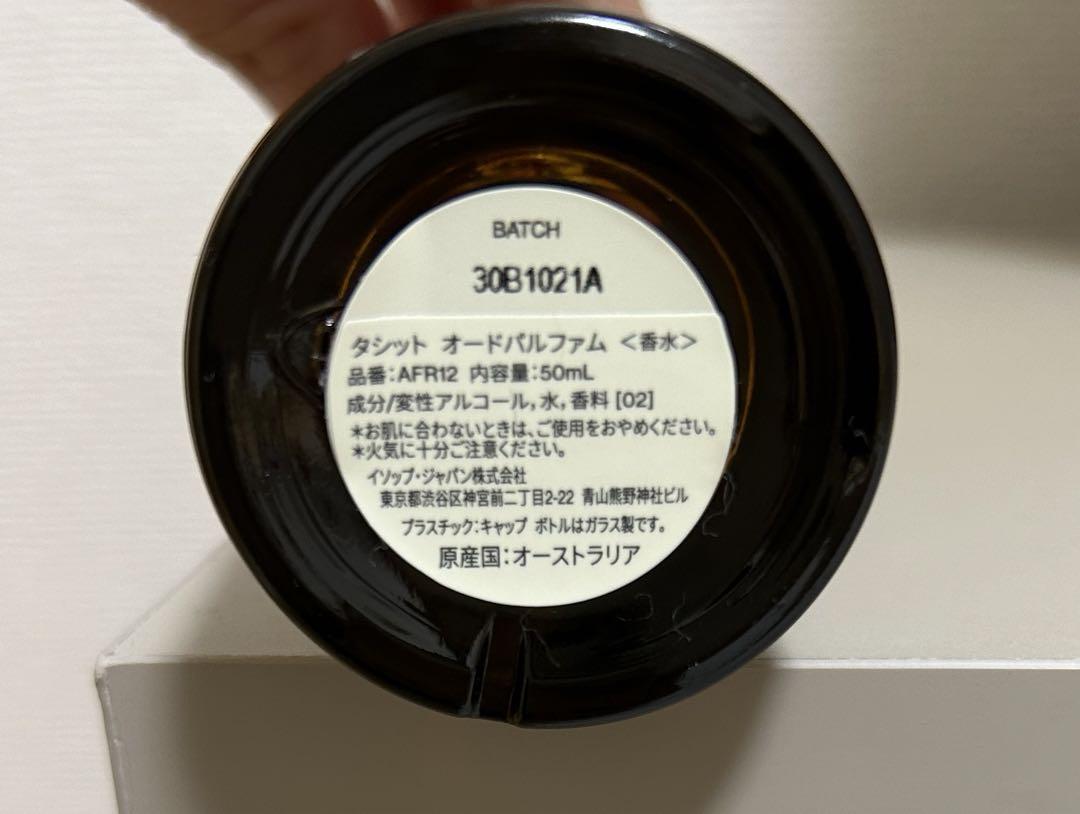 BATCH
30B1021A
タシット オードパルファム <香水>
品番:AFR12 内容量:50mL
成分/変性アルコール,水,香料 [02]
*お肌に合わないときは、ご使用をおやめください。
*火気に十分ご注意ください。
イソップ・ジャパン株式会社
東京都渋谷区神宮前二丁目2-22 青山熊野神社ビル
プラスチック:キャップ ボトルはガラス製です。
原産国:オーストラリア